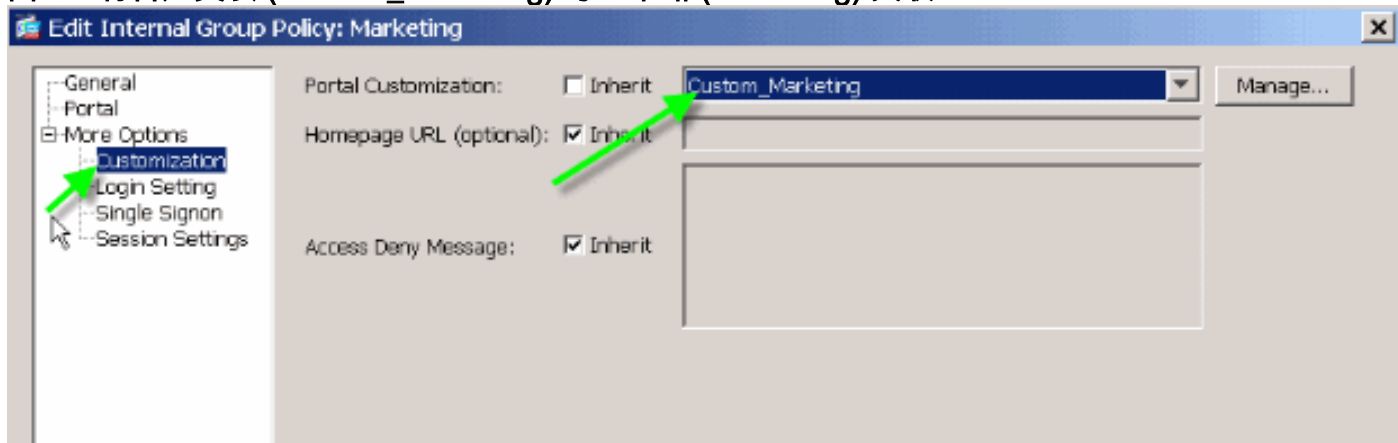 Edit Internal Group Policy: Marketing
General
Portal
More Options
Customization
Login Setting
Single Signon
Session Settings
Portal Customization: Inherit Custom_Marketing Manage...
Homepage URL (optional): Inherit
Access Deny Message: Inherit